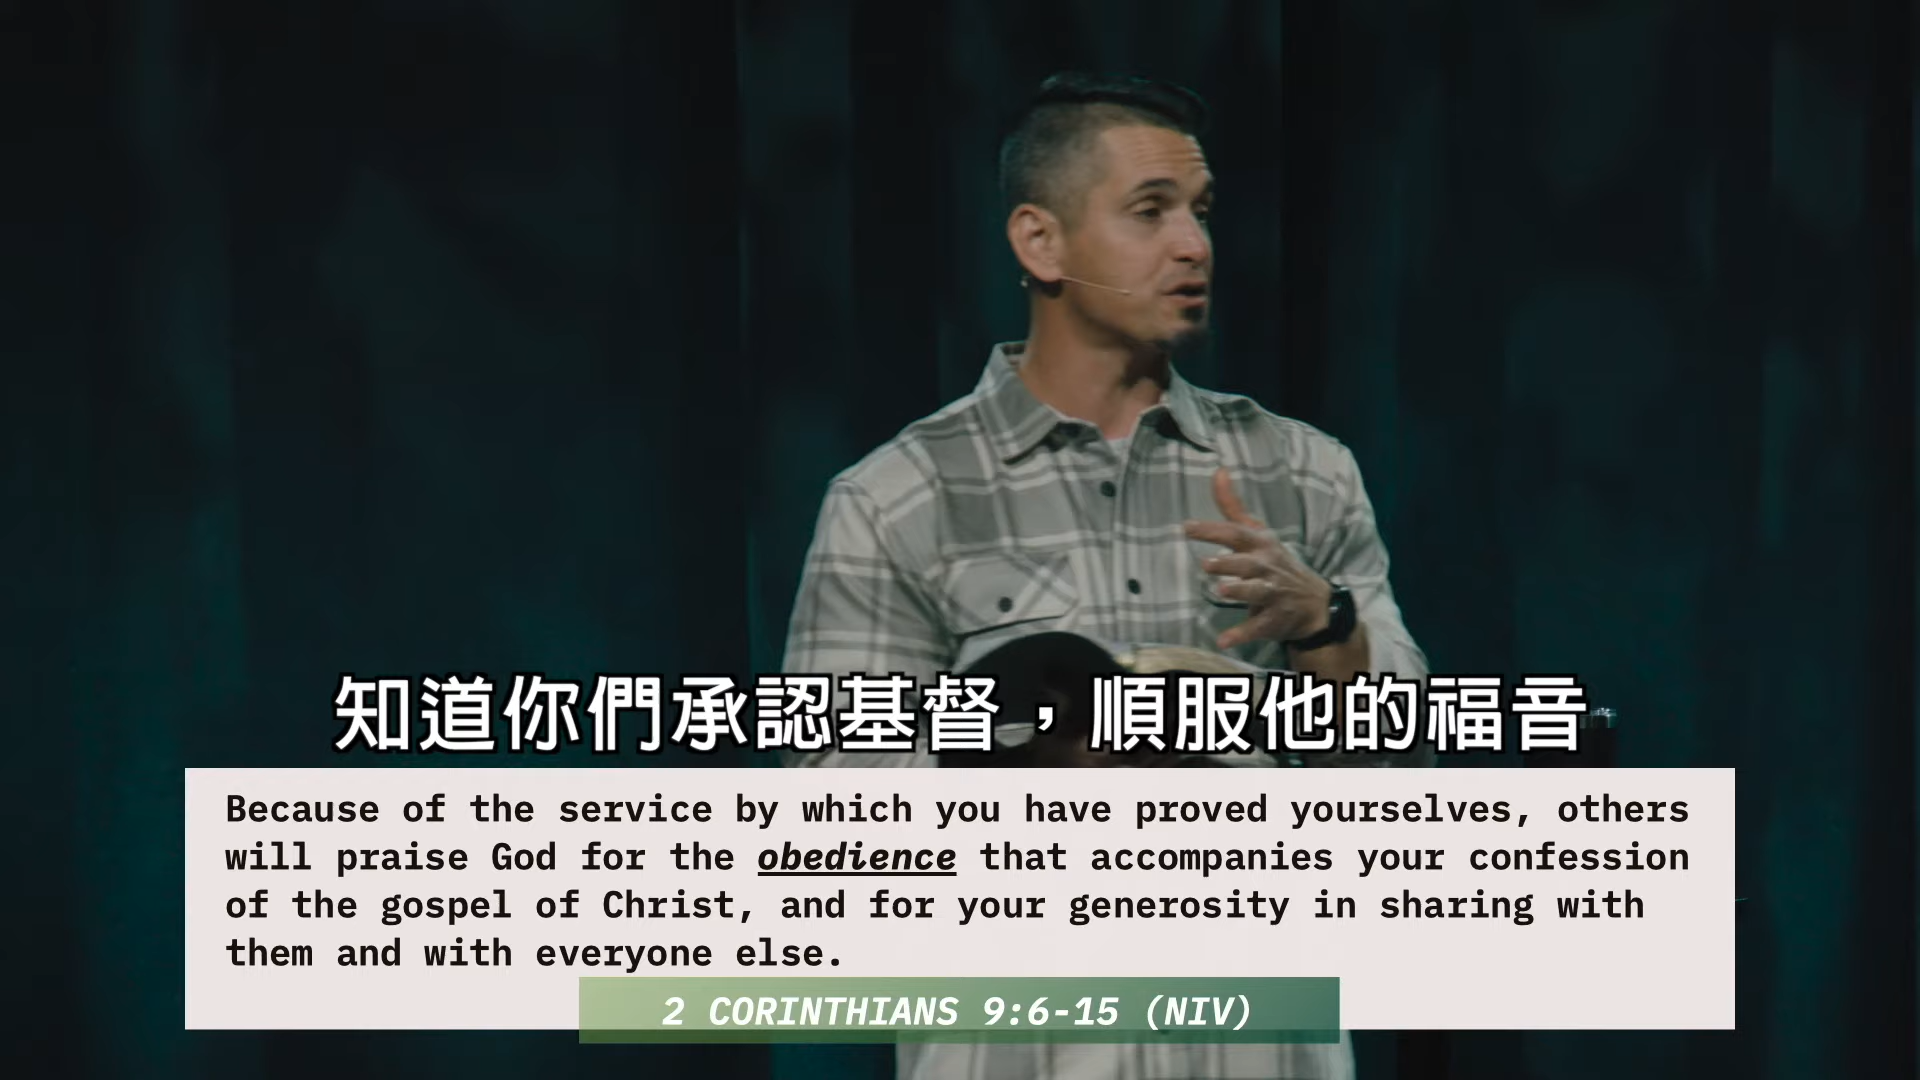 知道你們承認基督，順服他的福音
Because of the service by which you have proved yourselves, others
will praise God for the obedience that accompanies your confession
of the gospel of Christ, and for your generosity in sharing with
them and with everyone else.
2 CORINTHIANS 9:6-15 (NIV)